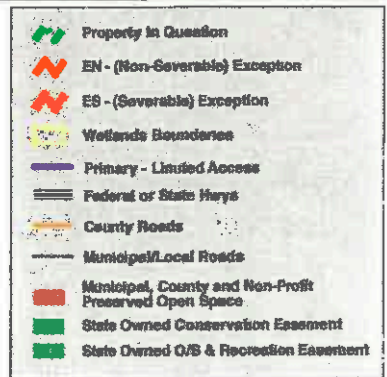 Property In Question
EN - (Non-Severable) Exception
ES - (Severable) Exception
Wetlands Boundaries
Primary - Limited Access
Federal or State Hwys
County Roads
Municipal/Local Roads
Municipal, County and Non-Profit
Preserved Open Space
State Owned Conservation Easement
State Owned O/S & Recreation Easement